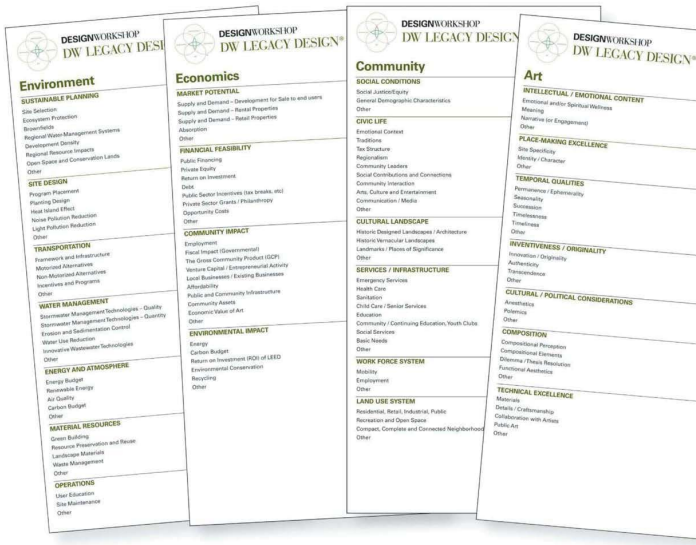 DESIGNWORKSHOP
DW LEGACY DESI
Environment
SUSTAINABLE PLANNING
Site Selection
Ecosystem Protection
Brownfields
Regional Water-Management Systems
Development Density
Regional Resource Impacts
Open Space and Conservation Lands
Other
SITE DESIGN
Program Placement
Planting Design
Heat Island Effect
Noise Pollution Reduction
Light Pollution Reduction
Other
TRANSPORTATION
Framework and Infrastructure
Motorized Alternatives
Non-Motorized Alternatives
Incentives and Programs
Other
WATER MANAGEMENT
Stormwater Management Technologies - Quality
Stormwater Management Technologies - Quantity
Erosion and Sedimentation Control
Water Use Reduction
Innovative Wastewater Technologies
Other
ENERGY AND ATMOSPHERE
Energy Budget
Renewable Energy
Air Quality
Carbon Budget
Other
MATERIAL RESOURCES
Green Building
Resource Preservation and Reuse
Landscape Materials
Waste Management
Other
OPERATIONS
User Education
Site Maintenance
Other
DESIGNWORKSHOP
DW LEGACY DESIGN®
Economics
MARKET POTENTIAL
Supply and Demand – Development for Sale to end users
Supply and Demand – Rental Properties
Supply and Demand – Retail Properties
Absorption
Other
FINANCIAL FEASIBILITY
Public Financing
Private Equity
Return on Investment
Debt
Public Sector Incentives (tax breaks, etc)
Private Sector Grants / Philanthropy
Opportunity Costs
Other
COMMUNITY IMPACT
Employment
Fiscal Impact (Governmental)
The Gross Community Product (GCP)
Venture Capital / Entrepreneurial Activity
Local Businesses / Existing Businesses
Affordability
Public and Community Infrastructure
Community Assets
Economic Value of Art
Other
ENVIRONMENTAL IMPACT
Energy
Carbon Budget
Return on Investment (ROI) of LEED
Environmental Conservation
Recycling
Other
DESIGNWORKSHOP
DW LEGACY DESIGN
Community
SOCIAL CONDITIONS
Social Justice/Equity
General Demographic Characteristics
Other
CIVIC LIFE
Emotional Context
Traditions
Tax Structure
Regionalism
Community Leaders
Social Contributions and Connections
Community Interaction
Arts, Culture and Entertainment
Communication / Media
Other
CULTURAL LANDSCAPE
Historic Designed Landscapes / Architecture
Historic Vernacular Landscapes
Landmarks / Places of Significance
Other
SERVICES / INFRASTRUCTURE
Emergency Services
Health Care
Sanitation
Child Care / Senior Services
Education
Community / Continuing Education, Youth Clubs
Social Services
Basic Needs
Other
WORK FORCE SYSTEM
Mobility
Employment
Other
LAND USE SYSTEM
Residential, Retail, Industrial, Public
Recreation and Open Space
Compact, Complete and Connected Neighborhood
Other
DESIGNWORKSHOP
DW LEGACY DESIGN®
Art
INTELLECTUAL / EMOTIONAL CONTENT
Emotional and/or Spiritual Wellness
Meaning
Narrative (or Engagement)
Other
PLACE-MAKING EXCELLENCE
Site Specificity
Identity / Character
Other
TEMPORAL QUALITIES
Permanence / Ephemerality
Seasonality
Succession
Timelessness
Timeliness
Other
INVENTIVENESS / ORIGINALITY
Innovation / Originality
Authenticity
Transcendence
Other
CULTURAL / POLITICAL CONSIDERATIONS
Anesthetics
Polemics
Other
COMPOSITION
Compositional Perception
Compositional Elements
Dilemma / Thesis Resolution
Functional Aesthetics
Other
TECHNICAL EXCELLENCE
Materials
Details / Craftsmanship
Collaboration with Artists
Public Art
Other